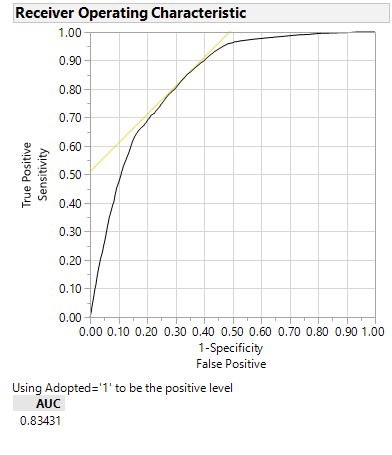 Receiver Operating Characteristic
1.00
0.90
0.80
0.70
0.60
0.50
0.40
0.30
0.20
0.10
0.00
True Positive
Sensitivity
0.00 0.10 0.20 0.30 0.40 0.50 0.60 0.70 0.80 0.90 1.00
1-Specificity
False Positive
Using Adopted='1' to be the positive level
AUC
0.83431